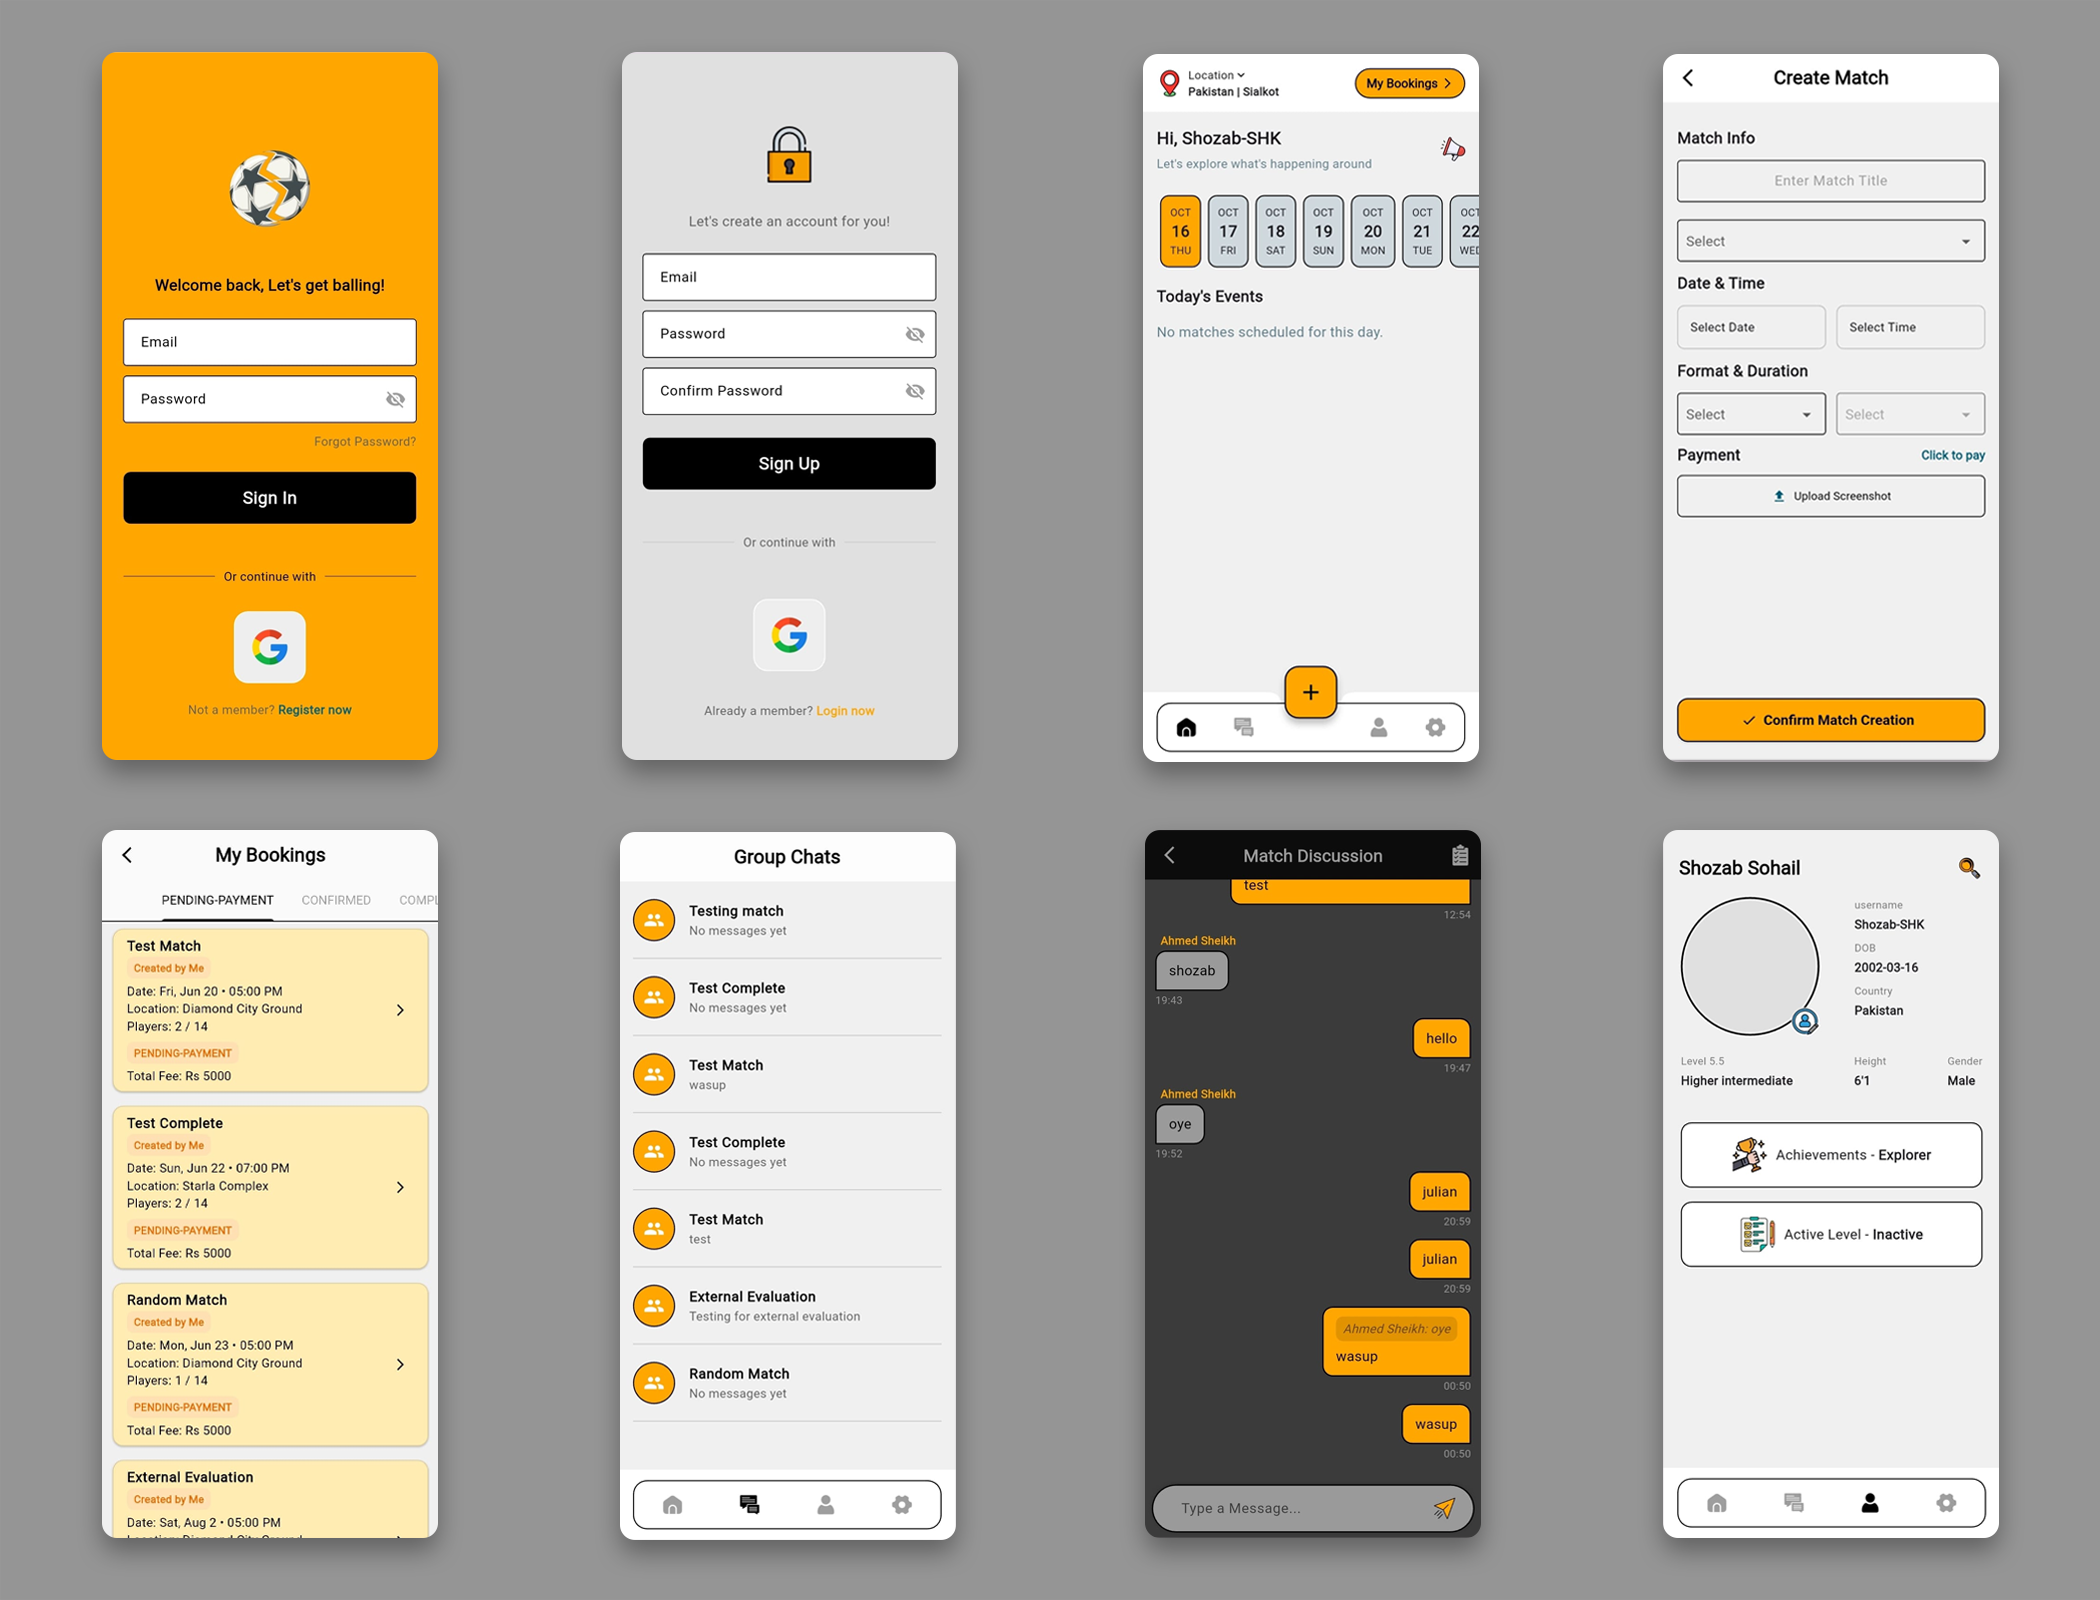 Welcome back, Let's get balling!
Email
Password
Forgot Password?
Sign In
Or continue with
Not a member? Register now
Let's create an account for you!
Email
Password
Confirm Password
Sign Up
Or continue with
Already a member? Login now
Location
Pakistan | Sialkot
My Bookings
Hi, Shozab-SHK
Let's explore what's happening around
OCT 16 THU
OCT 17 FRI
OCT 18 SAT
OCT 19 SUN
OCT 20 MON
OCT 21 TUE
OCT 22 WED
Today's Events
No matches scheduled for this day.
Create Match
Match Info
Enter Match Title
Select
Date & Time
Select Date
Select Time
Format & Duration
Select
Select
Payment
Click to pay
Upload Screenshot
Confirm Match Creation
My Bookings
PENDING-PAYMENT
CONFIRMED
COMPL
Test Match
Created by Me
Date: Fri, Jun 20 • 05:00 PM
Location: Diamond City Ground
Players: 2 / 14
PENDING-PAYMENT
Total Fee: Rs 5000
Test Complete
Created by Me
Date: Sun, Jun 22 • 07:00 PM
Location: Starla Complex
Players: 2 / 14
PENDING-PAYMENT
Total Fee: Rs 5000
Random Match
Created by Me
Date: Mon, Jun 23 • 05:00 PM
Location: Diamond City Ground
Players: 1 / 14
PENDING-PAYMENT
Total Fee: Rs 5000
External Evaluation
Created by Me
Date: Sat, Aug 2 • 05:00 PM
Location: Diamond City Ground
Group Chats
Testing match
No messages yet
Test Complete
No messages yet
Test Match
wasup
Test Complete
No messages yet
Test Match
test
External Evaluation
Testing for external evaluation
Random Match
No messages yet
Match Discussion
test
12:54
Ahmed Sheikh
shozab
19:43
hello
19:47
Ahmed Sheikh
oye
19:52
julian
20:59
julian
20:59
Ahmed Sheikh: oye
wasup
00:50
wasup
00:50
Type a Message...
Shozab Sohail
username
Shozab-SHK
DOB
2002-03-16
Country
Pakistan
Level 5.5
Higher intermediate
Height
6'1
Gender
Male
Achievements - Explorer
Active Level - Inactive